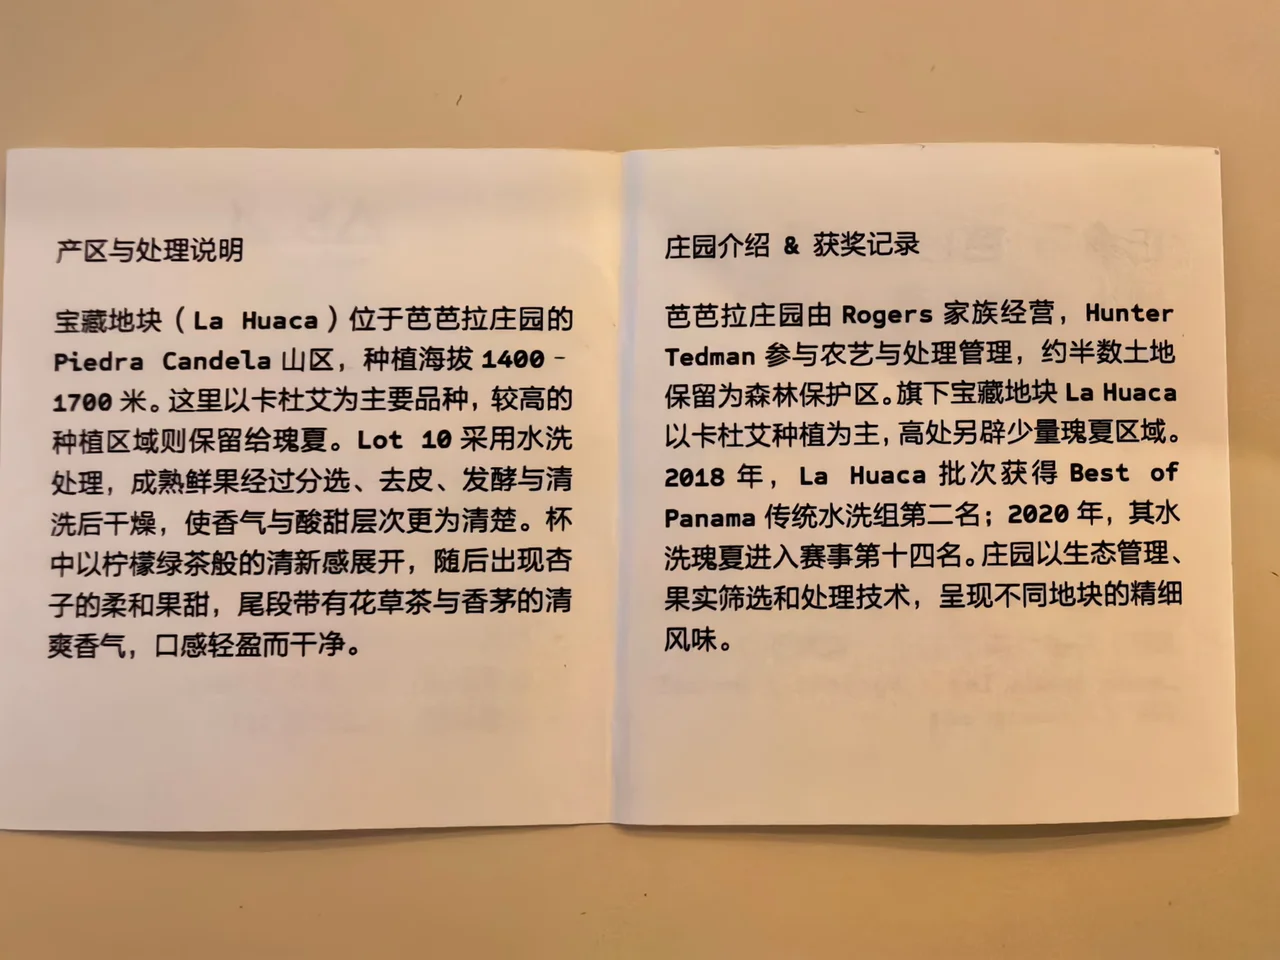 产区与处理说明
宝藏地块（La Huaca）位于芭芭拉庄园的
Piedra Candela 山区，种植海拔 1400 -
1700 米。这里以卡杜艾为主要品种，较高的
种植区域则保留给瑰夏。Lot 10 采用水洗
处理，成熟鲜果经过分选、去皮、发酵与清
洗后干燥，使香气与酸甜层次更为清楚。杯
中以柠檬绿茶般的清新感展开，随后出现杏
子的柔和果甜，尾段带有花草茶与香茅的清
爽香气，口感轻盈而干净。
庄园介绍 & 获奖记录
芭芭拉庄园由 Rogers 家族经营，Hunter
Tedman 参与农艺与处理管理，约半数土地
保留为森林保护区。旗下宝藏地块 La Huaca
以卡杜艾种植为主，高处另辟少量瑰夏区域。
2018 年，La Huaca 批次获得 Best of
Panama 传统水洗组第二名；2020 年，其水
洗瑰夏进入赛事第十四名。庄园以生态管理、
果实筛选和处理技术，呈现不同地块的精细
风味。